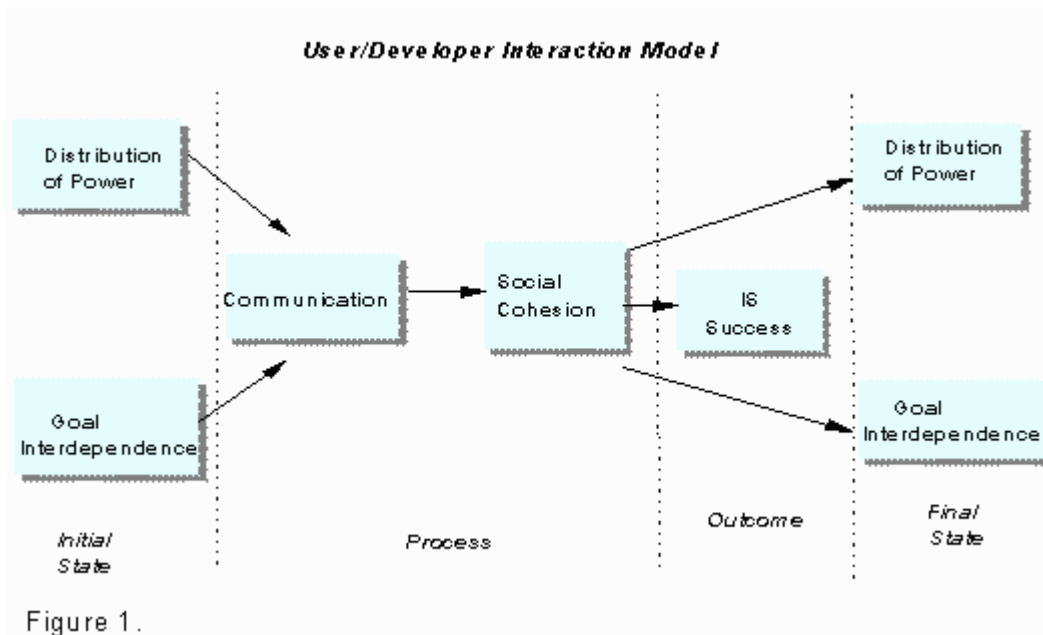 User/Developer Interaction Model
Distribution
of Power
Goal
Interdependence
Communication
Social
Cohesion
IS
Success
Distribution
of Power
Goal
Interdependence
Initial
State
Process
Outcome
Final
State
Figure 1.